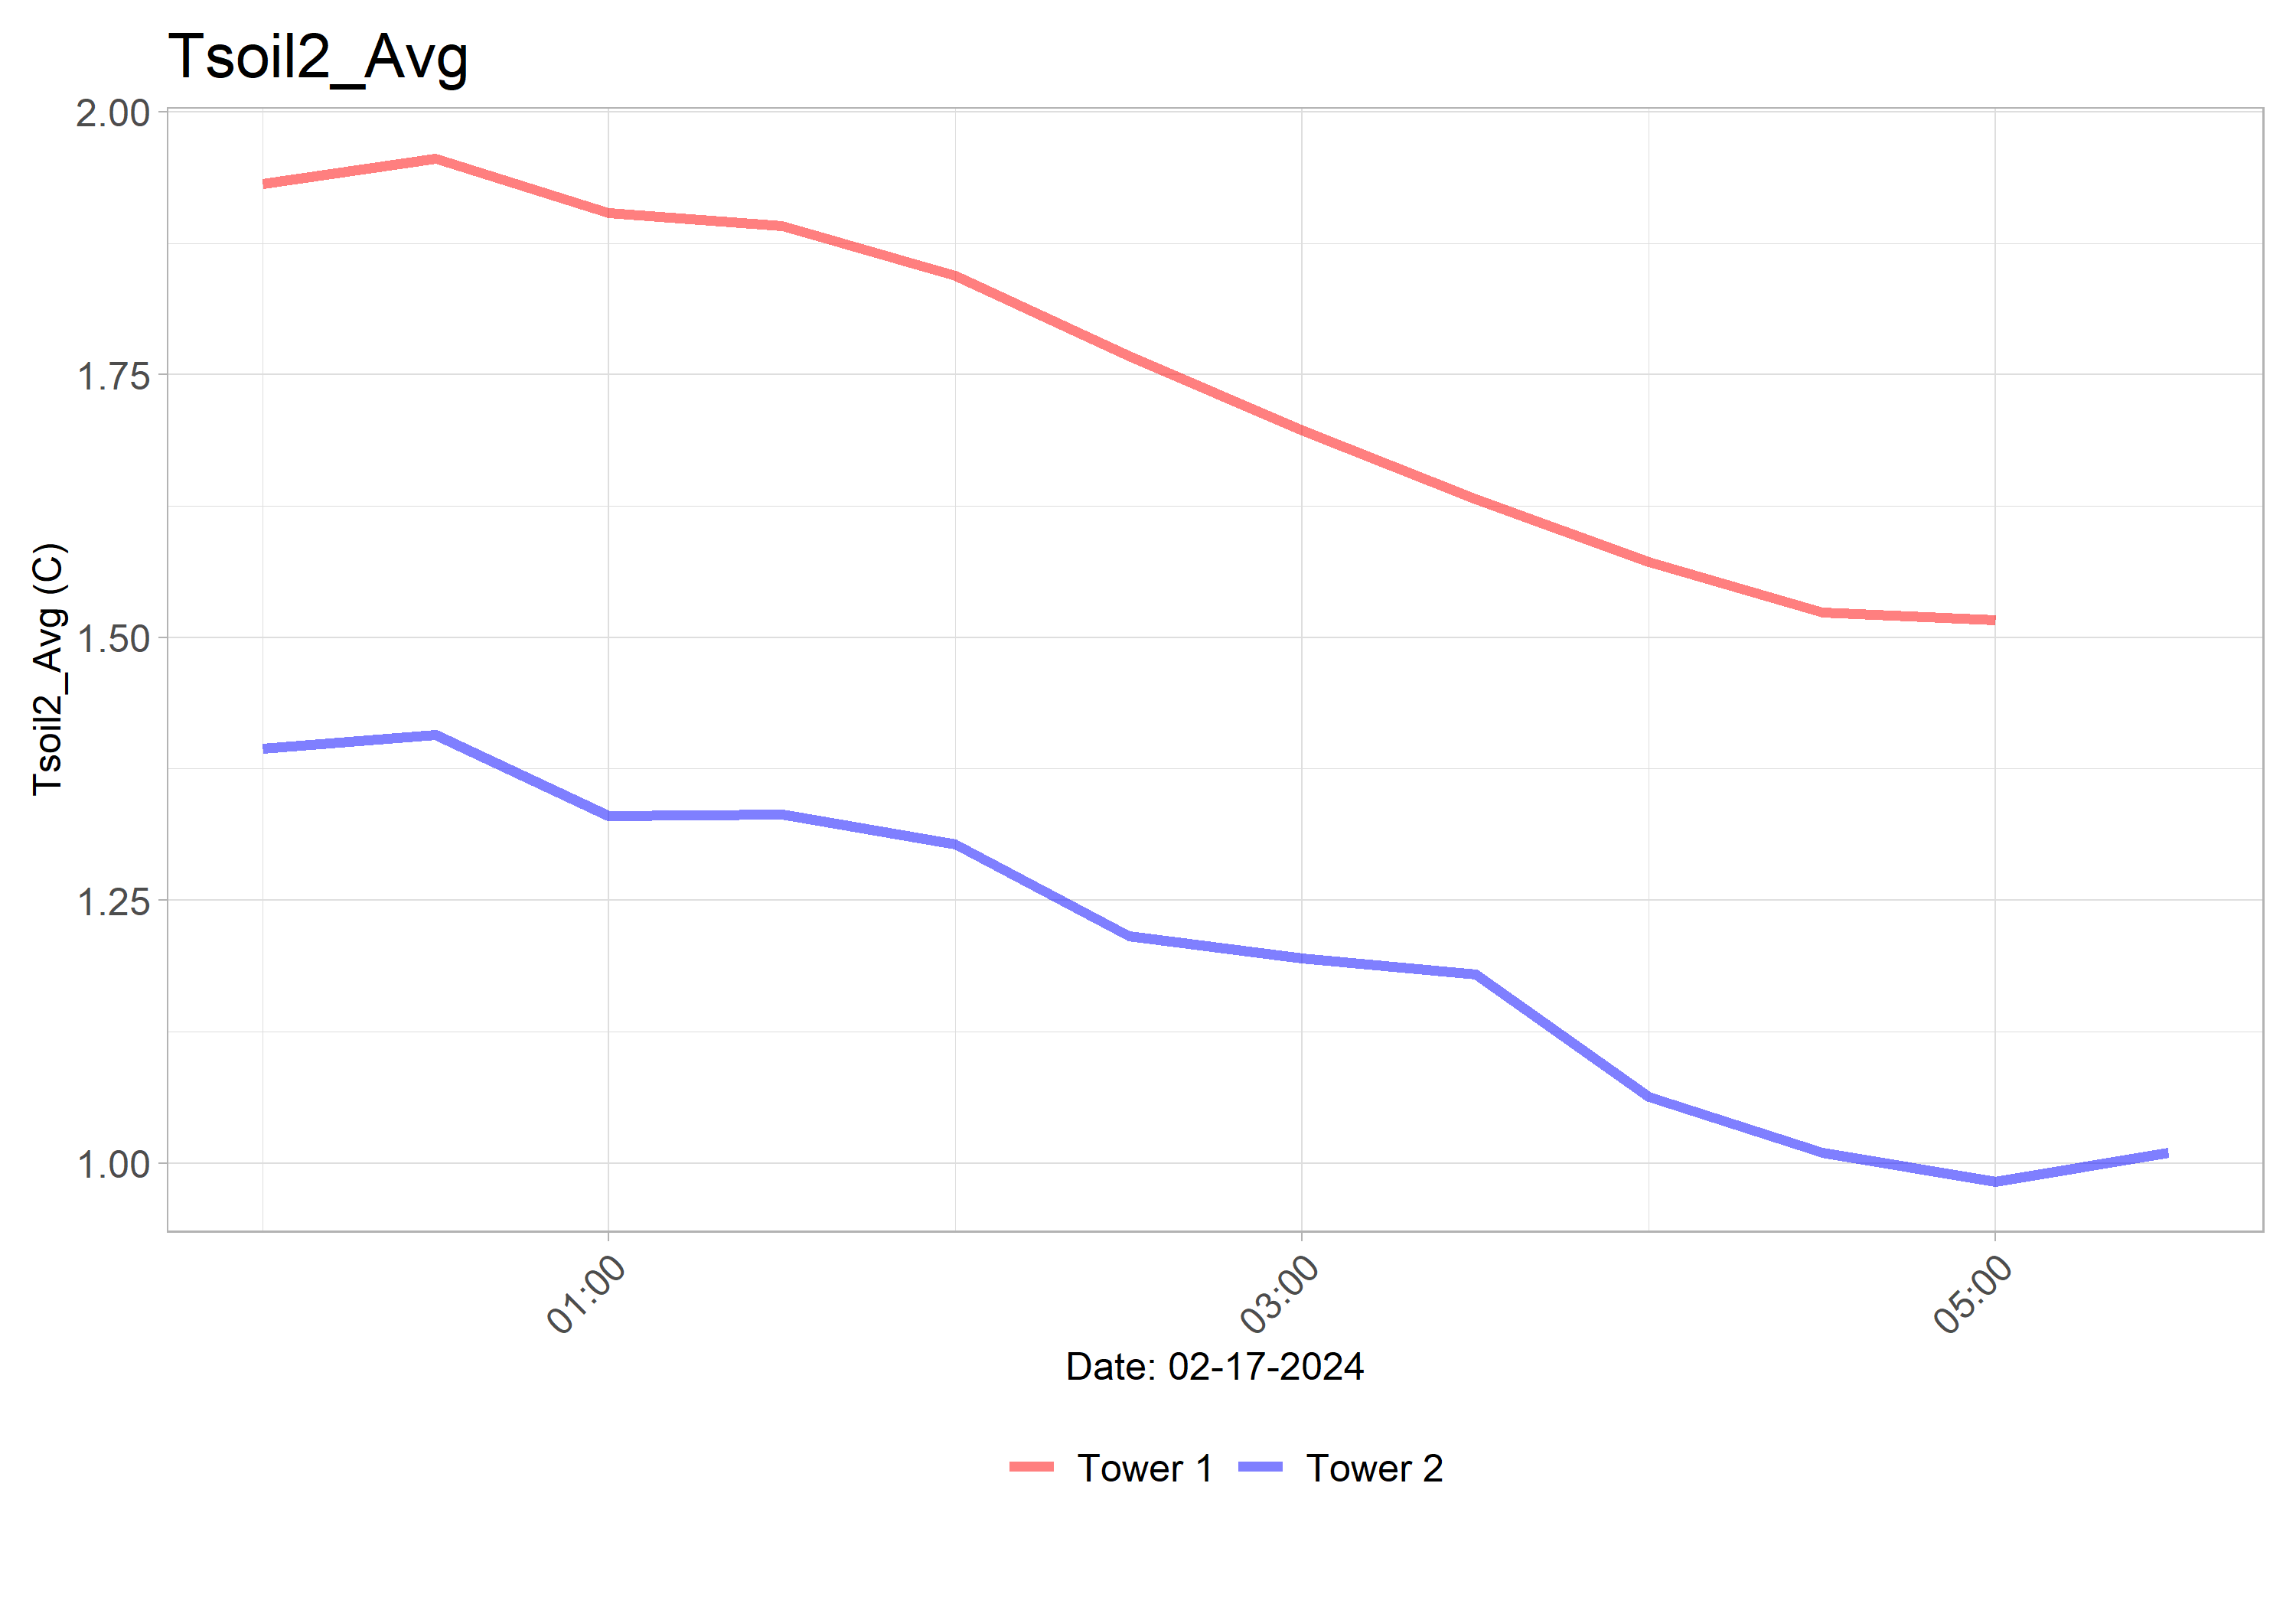 Tsoil2_Avg
2.00
1.75
1.50
1.25
1.00
Tsoil2_Avg (C)
01:00
03:00
05:00
Date: 02-17-2024
Tower 1
Tower 2